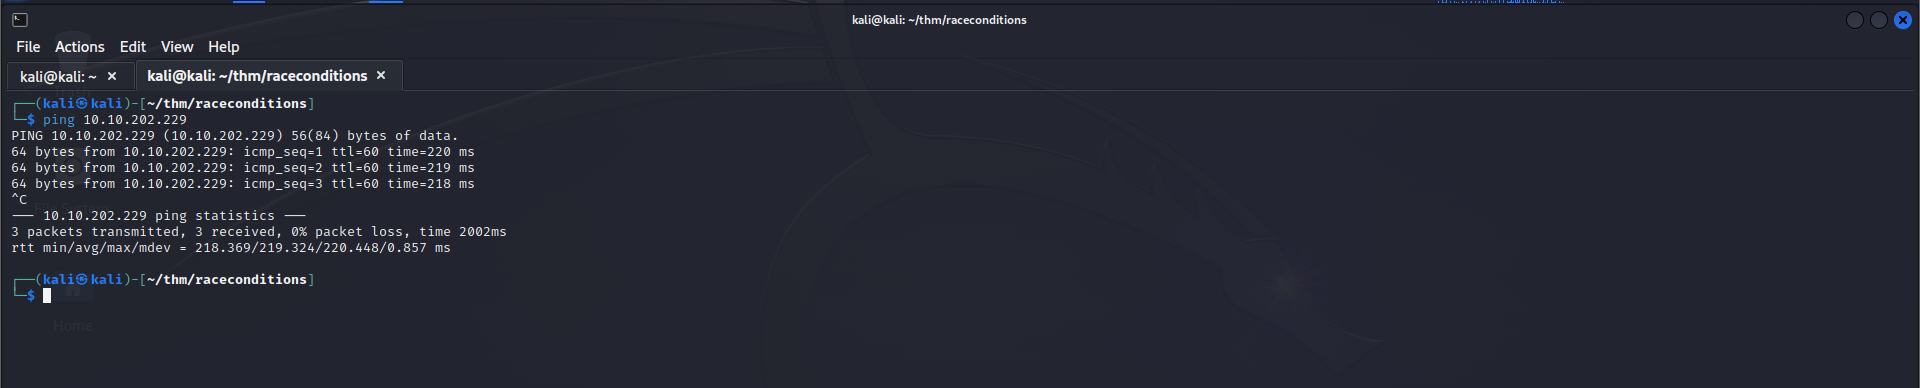 kali@kali: ~/thm/raceconditions
File Actions Edit View Help
kali@kali: ~ × kali@kali: ~/thm/raceconditions ×
┌──(kali㉿kali)-[~/thm/raceconditions]
└─$ ping 10.10.202.229
PING 10.10.202.229 (10.10.202.229) 56(84) bytes of data.
64 bytes from 10.10.202.229: icmp_seq=1 ttl=60 time=220 ms
64 bytes from 10.10.202.229: icmp_seq=2 ttl=60 time=219 ms
64 bytes from 10.10.202.229: icmp_seq=3 ttl=60 time=218 ms
^C
--- 10.10.202.229 ping statistics ---
3 packets transmitted, 3 received, 0% packet loss, time 2002ms
rtt min/avg/max/mdev = 218.369/219.324/220.448/0.857 ms
┌──(kali㉿kali)-[~/thm/raceconditions]
└─$
Home